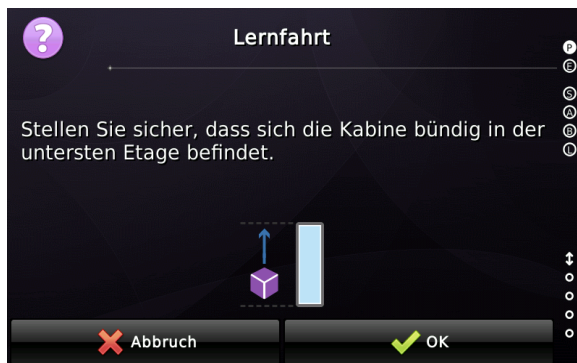 Lernfahrt
Stellen Sie sicher, dass sich die Kabine bündig in der
untersten Etage befindet.
Abbruch
OK
P
E
S
A
B
L